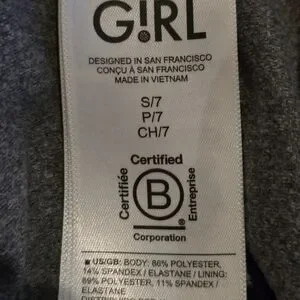 G!RL
DESIGNED IN SAN FRANCISCO
CONÇU À SAN FRANCISCO
MADE IN VIETNAM
S/7
P/7
CH/7
Certified
Certifiée
B
Entreprise
Corporation
■ US/GB: BODY: 86% POLYESTER,
14% SPANDEX / ELASTANE / LINING:
89% POLYESTER, 11% SPANDEX /
ELASTANE